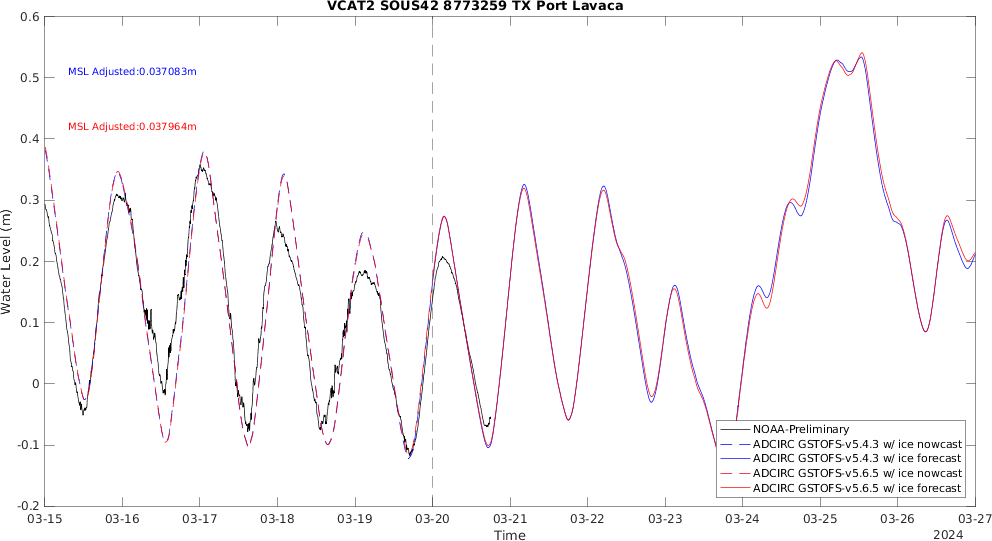 VCAT2 SOUS42 8773259 TX Port Lavaca
MSL Adjusted:0.037083m
MSL Adjusted:0.037964m
Water Level (m)
0.6
0.5
0.4
0.3
0.2
0.1
0
-0.1
-0.2
NOAA-Preliminary
ADCIRC GSTOFS-v5.4.3 w/ ice nowcast
ADCIRC GSTOFS-v5.4.3 w/ ice forecast
ADCIRC GSTOFS-v5.6.5 w/ ice nowcast
ADCIRC GSTOFS-v5.6.5 w/ ice forecast
03-15 03-16 03-17 03-18 03-19 03-20 03-21 03-22 03-23 03-24 03-25 03-26 03-27
Time
2024